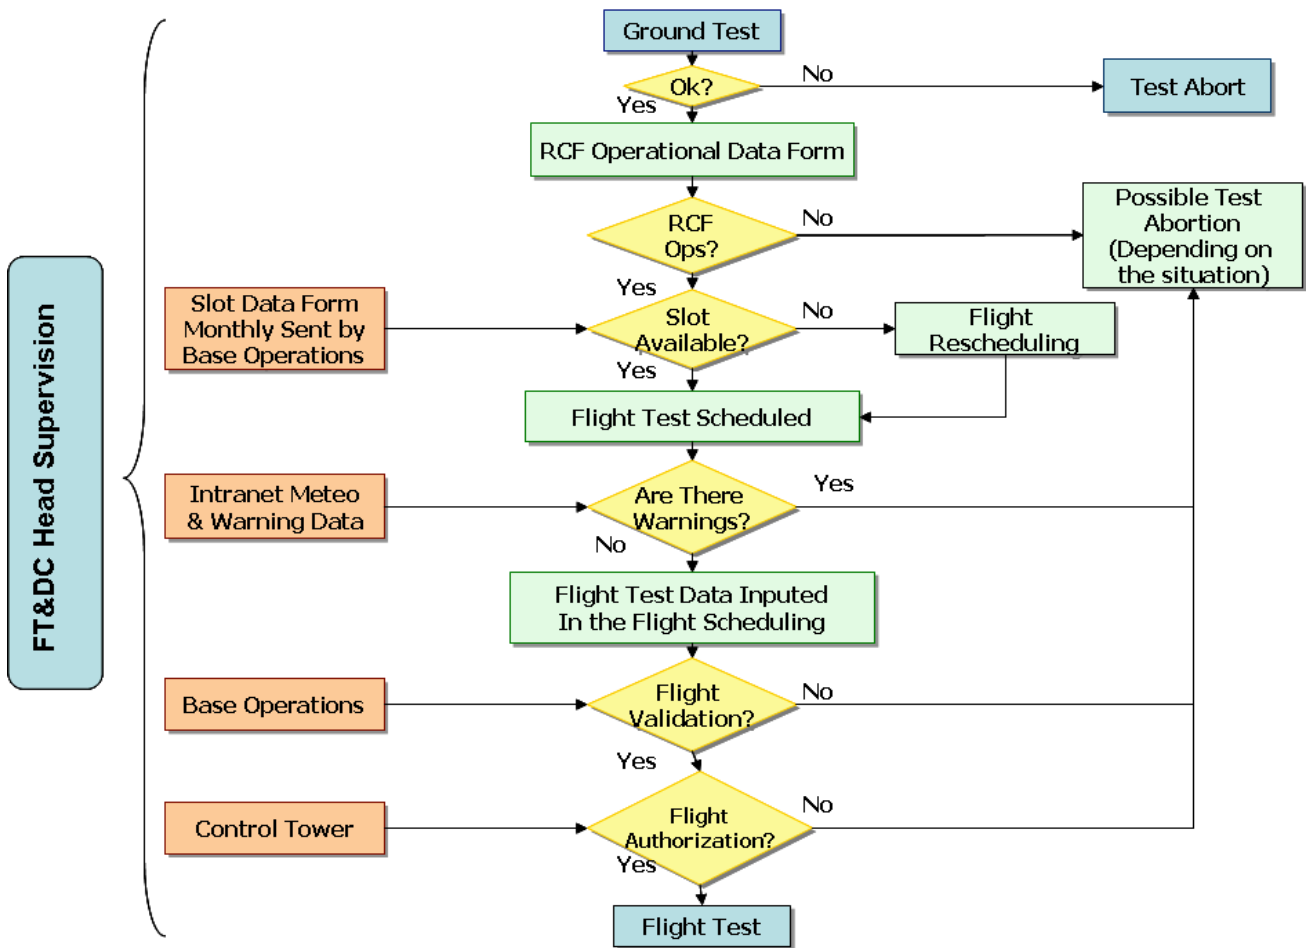 Ground Test
Ok?
No
Test Abort
Yes
RCF Operational Data Form
RCF
Ops?
No
Possible Test
Abortion
(Depending on
the situation)
Yes
Slot Data Form
Monthly Sent by
Base Operations
Slot
Available?
No
Flight
Rescheduling
Yes
Flight Test Scheduled
Intranet Meteo
& Warning Data
Are There
Warnings?
Yes
No
Flight Test Data Inputed
In the Flight Scheduling
Base Operations
Flight
Validation?
No
Yes
Control Tower
Flight
Authorization?
No
Yes
Flight Test
FT&DC Head Supervision